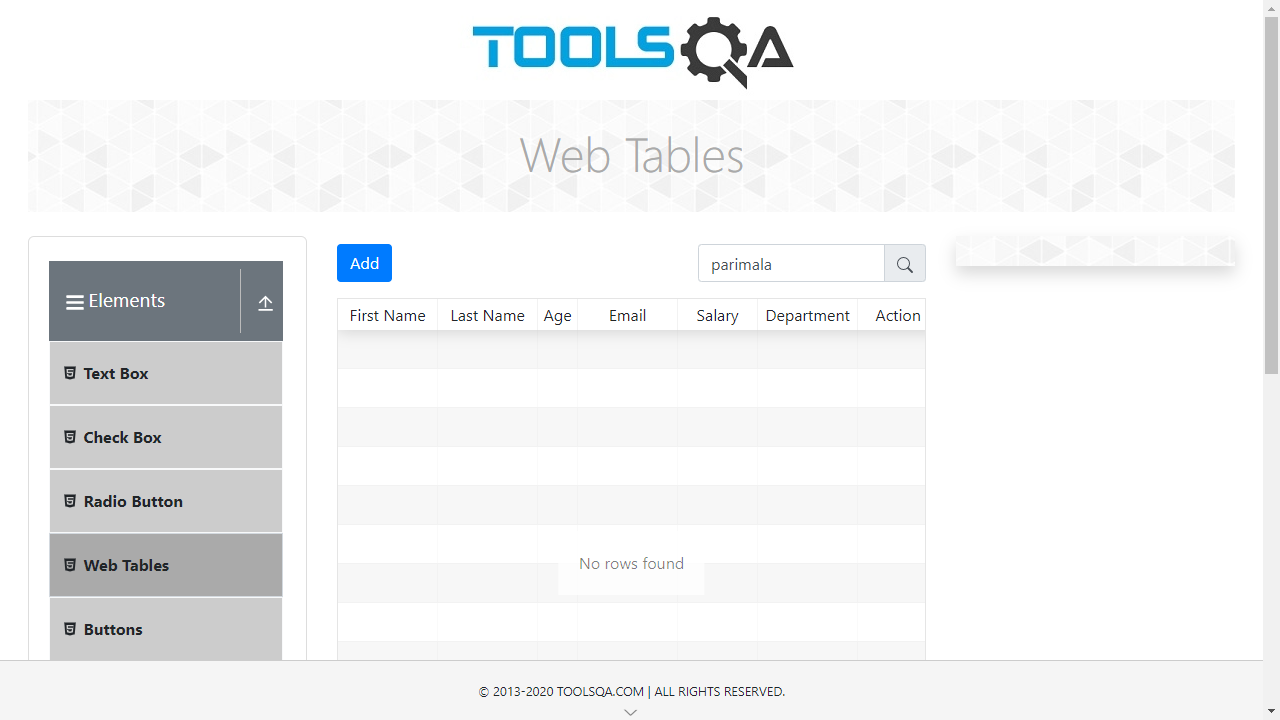 TOOLSQA
Web Tables
Elements
Text Box
Check Box
Radio Button
Web Tables
Buttons
Add
parimala
First Name Last Name Age Email Salary Department Action
No rows found
© 2013-2020 TOOLSQA.COM | ALL RIGHTS RESERVED.